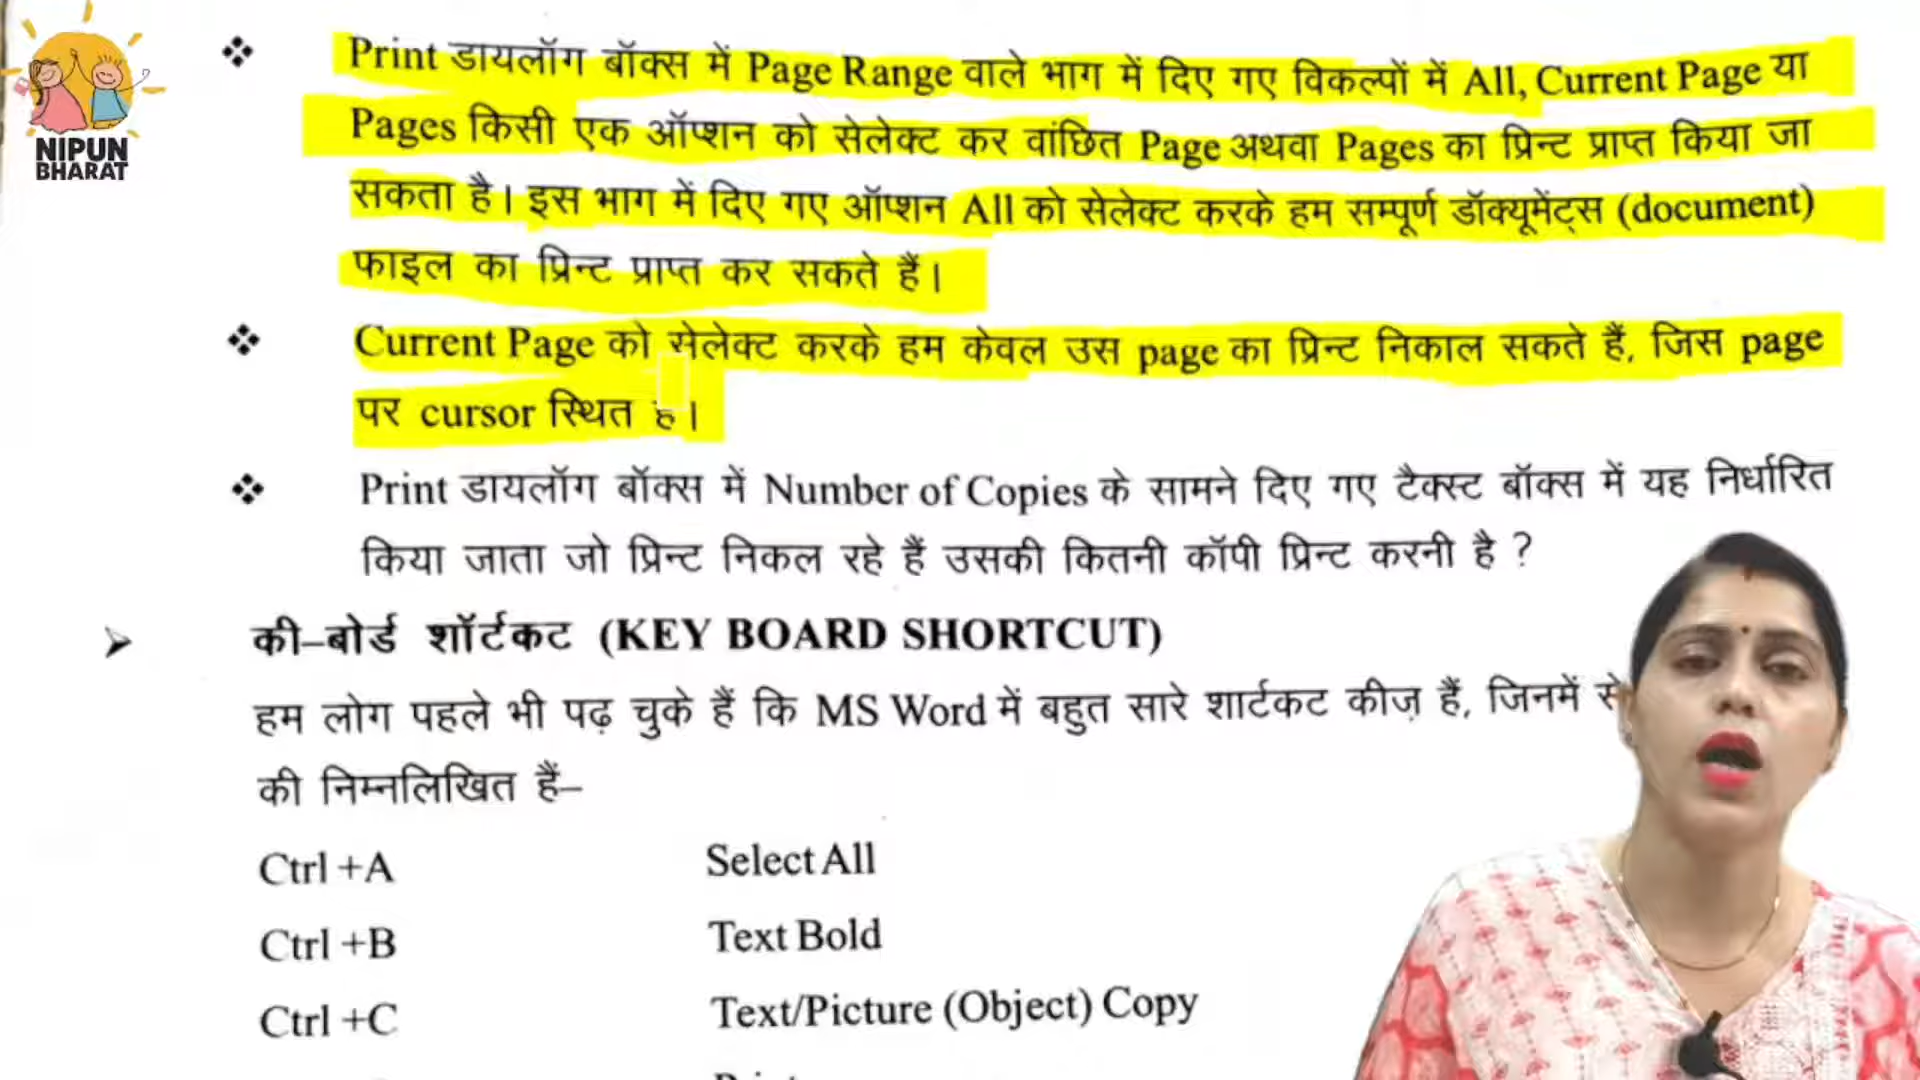 NIPUN
BHARAT
❖ Print डायलॉग बॉक्स में Page Range वाले भाग में दिए गए विकल्पों में All, Current Page या
Pages किसी एक ऑप्शन को सेलेक्ट कर वांछित Page अथवा Pages का प्रिन्ट प्राप्त किया जा
सकता है। इस भाग में दिए गए ऑप्शन All को सेलेक्ट करके हम सम्पूर्ण डॉक्यूमेंट्स (document)
फाइल का प्रिन्ट प्राप्त कर सकते हैं।
❖ Current Page को सेलेक्ट करके हम केवल उस page का प्रिन्ट निकाल सकते हैं, जिस page
पर cursor स्थित है।
❖ Print डायलॉग बॉक्स में Number of Copies के सामने दिए गए टैक्स्ट बॉक्स में यह निर्धारित
किया जाता जो प्रिन्ट निकल रहे हैं उसकी कितनी कॉपी प्रिन्ट करनी है ?
➢ की–बोर्ड शॉर्टकट (KEY BOARD SHORTCUT)
हम लोग पहले भी पढ़ चुके हैं कि MS Word में बहुत सारे शार्टकट कीज़ हैं, जिनमें से
की निम्नलिखित हैं–
Ctrl +A Select All
Ctrl +B Text Bold
Ctrl +C Text/Picture (Object) Copy